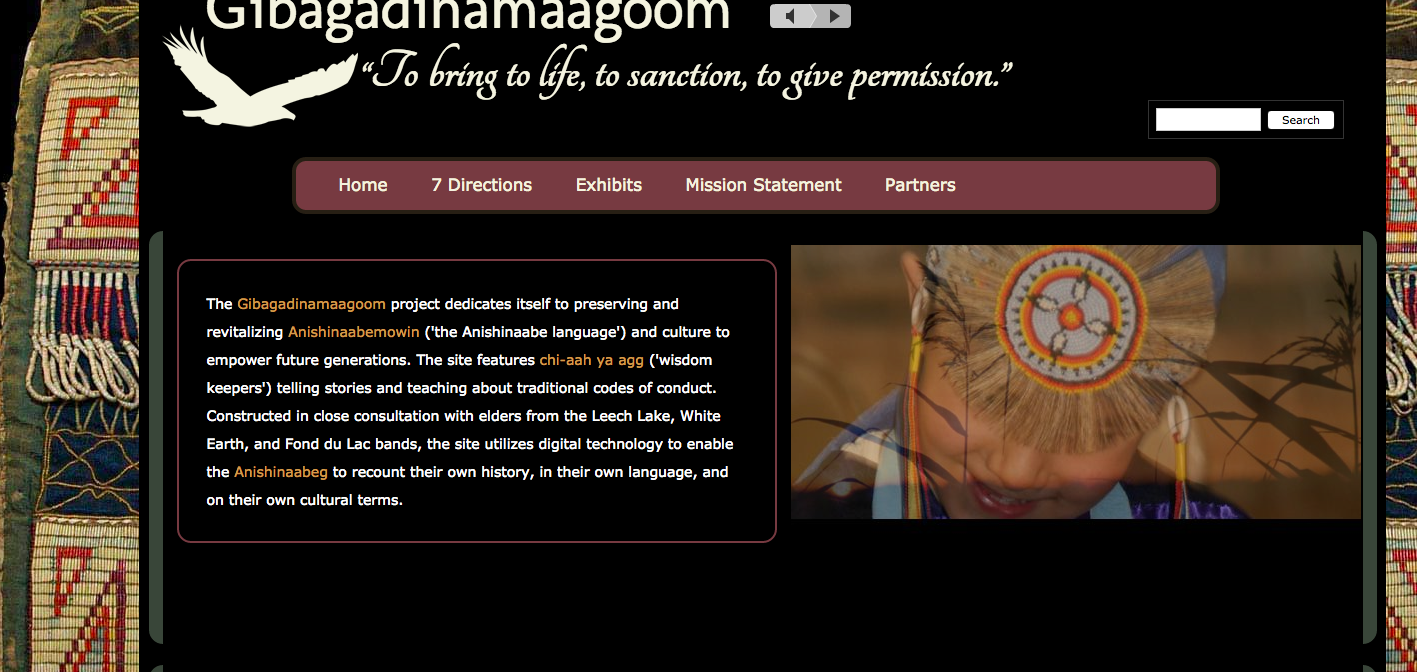 Gibagadinamaagoom
“To bring to life, to sanction, to give permission.”
Search
Home 7 Directions Exhibits Mission Statement Partners
The Gibagadinamaagoom project dedicates itself to preserving and
revitalizing Anishinaabemowin ('the Anishinaabe language') and culture to
empower future generations. The site features chi-aah ya agg ('wisdom
keepers') telling stories and teaching about traditional codes of conduct.
Constructed in close consultation with elders from the Leech Lake, White
Earth, and Fond du Lac bands, the site utilizes digital technology to enable
the Anishinaabeg to recount their own history, in their own language, and
on their own cultural terms.